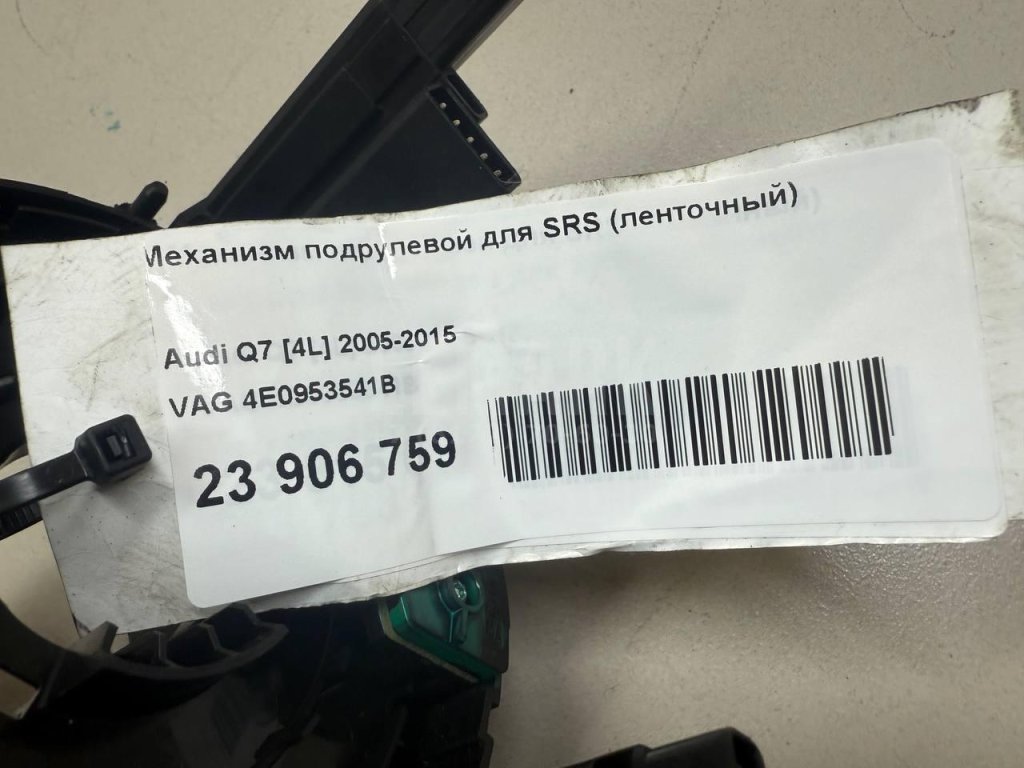 Механизм подрулевой для SRS (ленточный)
Audi Q7 [4L] 2005-2015
VAG 4E0953541B
23 906 759